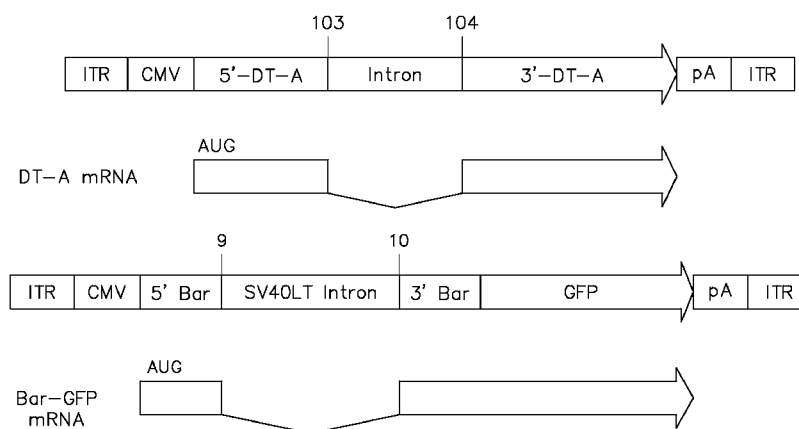 103 104
ITR CMV 5'-DT-A Intron 3'-DT-A pA ITR
AUG
DT-A mRNA
9 10
ITR CMV 5' Bar SV40LT Intron 3' Bar GFP pA ITR
AUG
Bar-GFP
mRNA